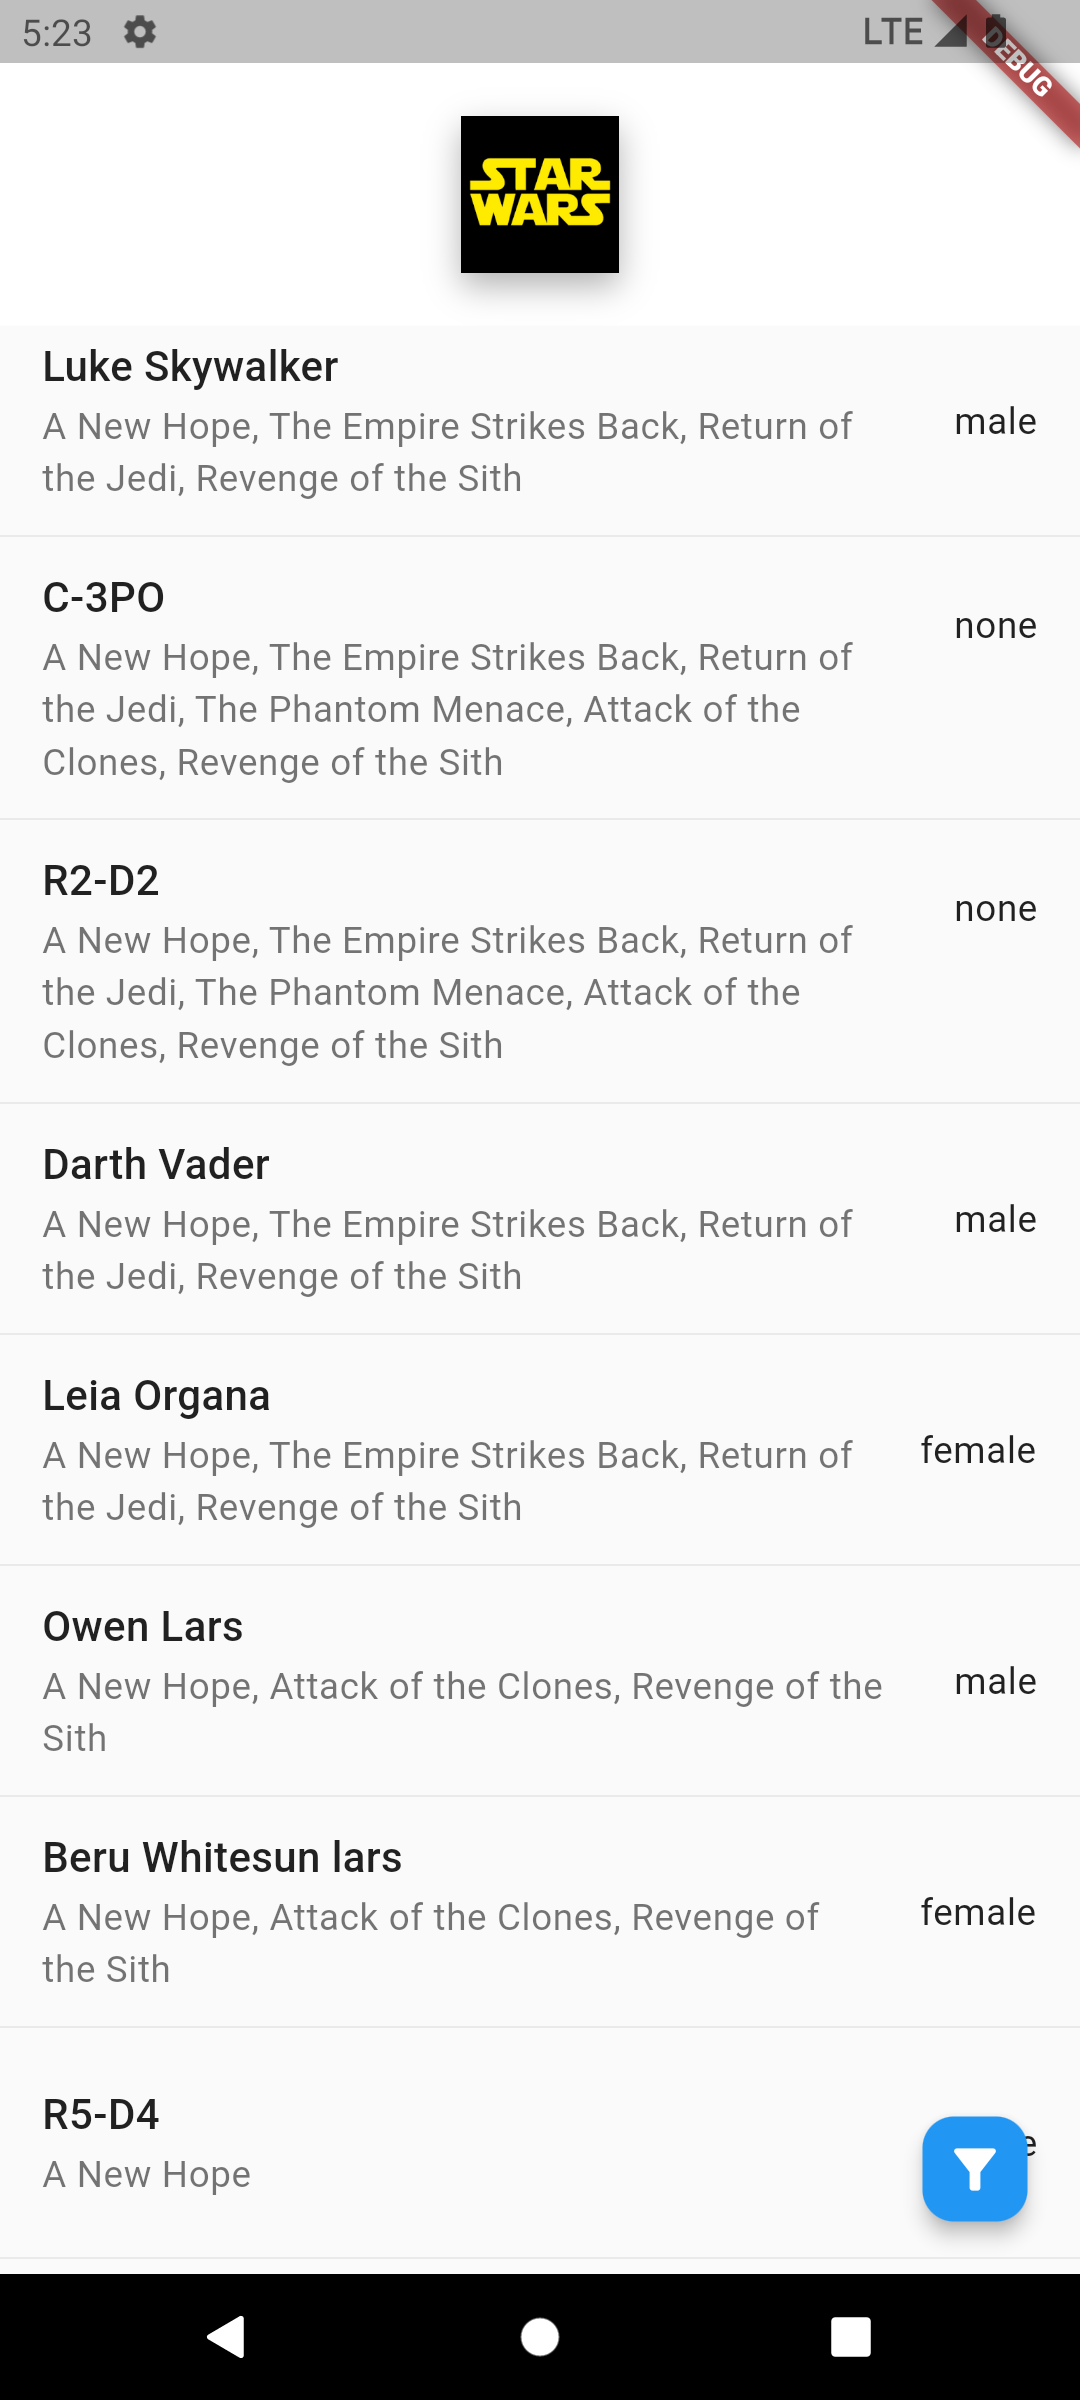 5:23
LTE
DEBUG
STAR
WARS
Luke Skywalker
A New Hope, The Empire Strikes Back, Return of
the Jedi, Revenge of the Sith
male
C-3PO
A New Hope, The Empire Strikes Back, Return of
the Jedi, The Phantom Menace, Attack of the
Clones, Revenge of the Sith
none
R2-D2
A New Hope, The Empire Strikes Back, Return of
the Jedi, The Phantom Menace, Attack of the
Clones, Revenge of the Sith
none
Darth Vader
A New Hope, The Empire Strikes Back, Return of
the Jedi, Revenge of the Sith
male
Leia Organa
A New Hope, The Empire Strikes Back, Return of
the Jedi, Revenge of the Sith
female
Owen Lars
A New Hope, Attack of the Clones, Revenge of the
Sith
male
Beru Whitesun lars
A New Hope, Attack of the Clones, Revenge of
the Sith
female
R5-D4
A New Hope